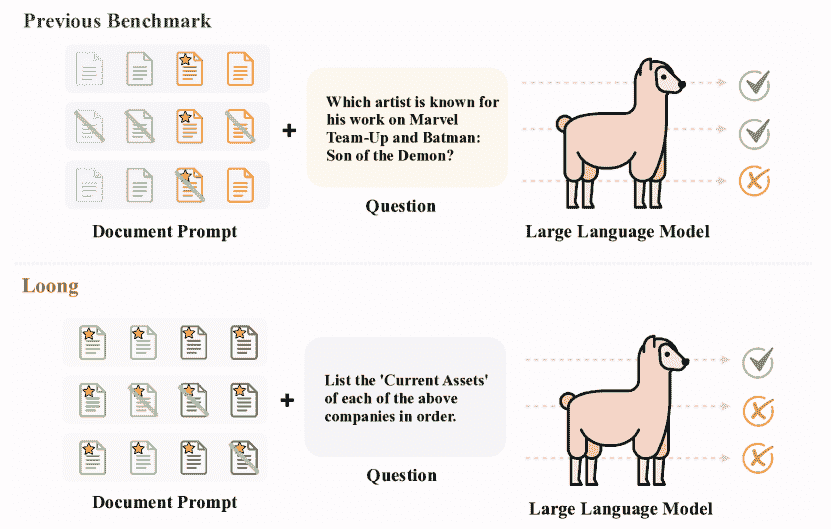 Previous Benchmark
+
Which artist is known for
his work on Marvel
Team-Up and Batman:
Son of the Demon?
Question
Document Prompt
Large Language Model
Loong
+
List the 'Current Assets'
of each of the above
companies in order.
Question
Document Prompt
Large Language Model